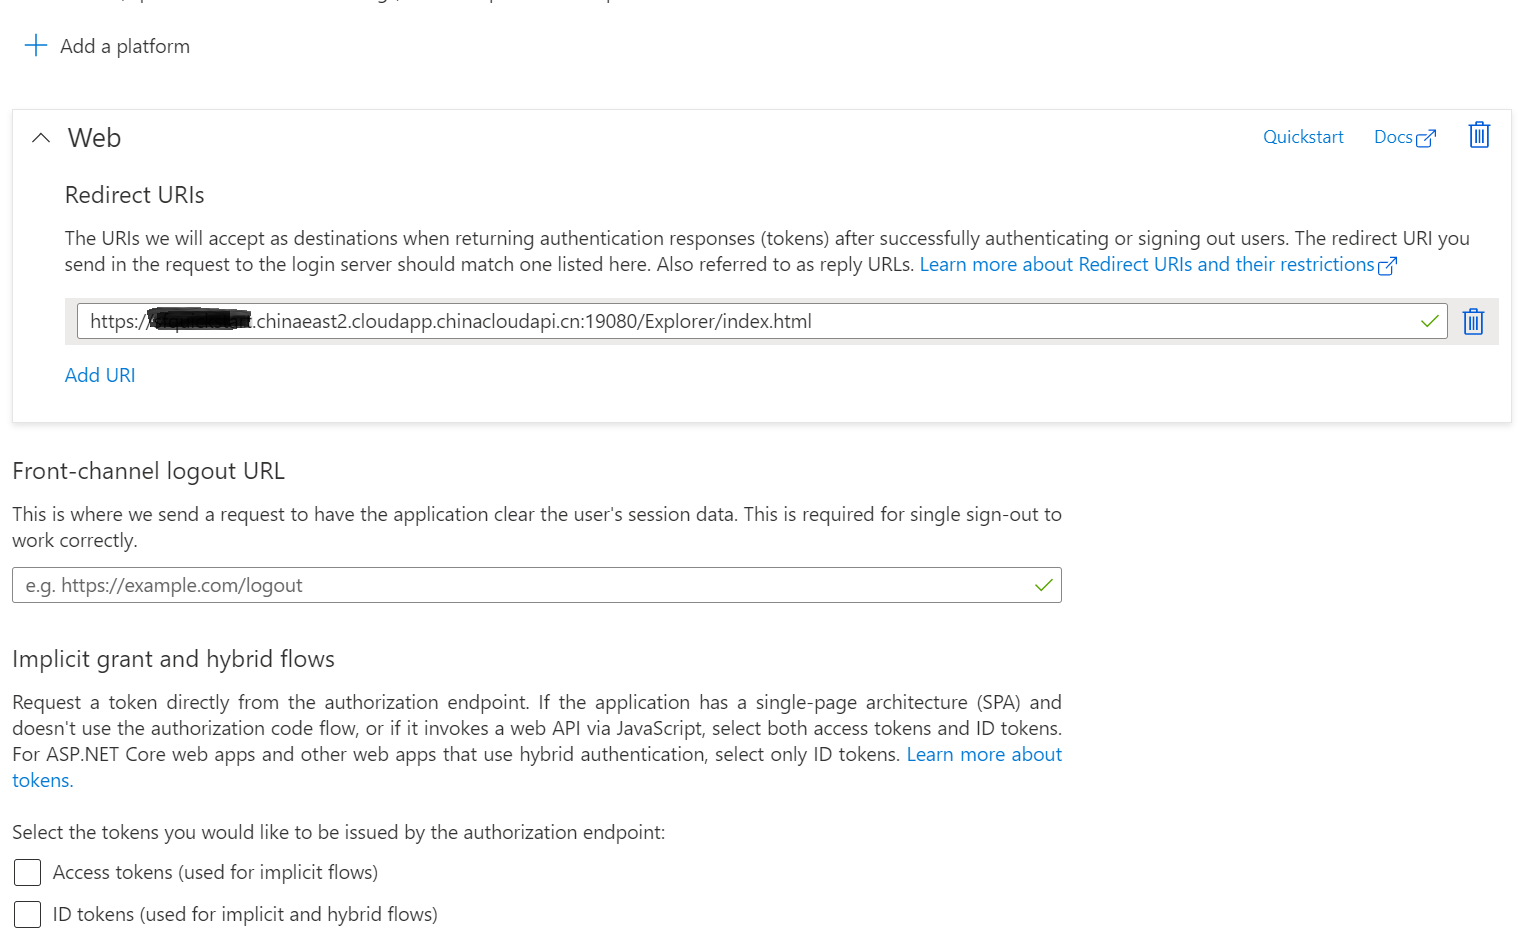 Add a platform
Web
Quickstart
Docs
Redirect URIs
The URIs we will accept as destinations when returning authentication responses (tokens) after successfully authenticating or signing out users. The redirect URI you
send in the request to the login server should match one listed here. Also referred to as reply URLs. Learn more about Redirect URIs and their restrictions
https://.chinaeast2.cloudapp.chinacloudapi.cn:19080/Explorer/index.html
Add URI
Front-channel logout URL
This is where we send a request to have the application clear the user's session data. This is required for single sign-out to
work correctly.
e.g. https://example.com/logout
Implicit grant and hybrid flows
Request a token directly from the authorization endpoint. If the application has a single-page architecture (SPA) and
doesn't use the authorization code flow, or if it invokes a web API via JavaScript, select both access tokens and ID tokens.
For ASP.NET Core web apps and other web apps that use hybrid authentication, select only ID tokens. Learn more about
tokens.
Select the tokens you would like to be issued by the authorization endpoint:
Access tokens (used for implicit flows)
ID tokens (used for implicit and hybrid flows)